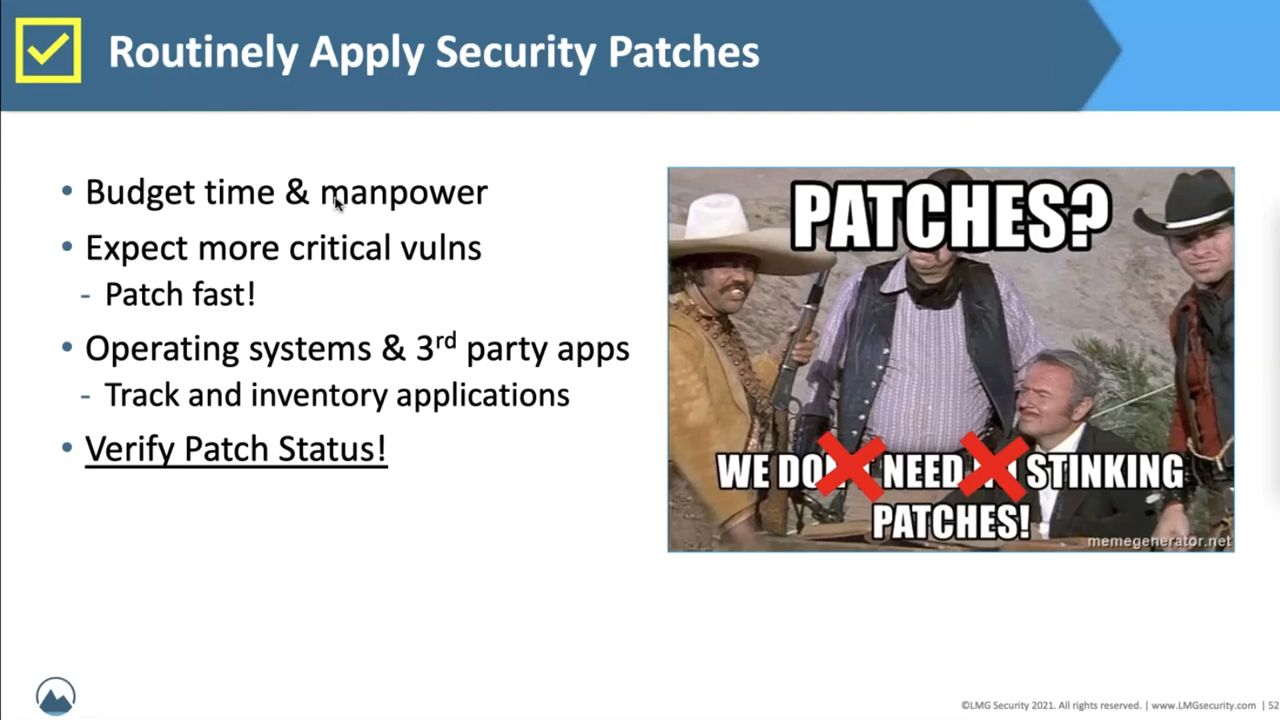 Routinely Apply Security Patches
• Budget time & manpower
• Expect more critical vulns
- Patch fast!
• Operating systems & 3rd party apps
- Track and inventory applications
• Verify Patch Status!
PATCHES?
WE DO NEED STINKING
PATCHES!
memegenerator.net
©LMG Security 2021. All rights reserved. | www.LMGsecurity.com | 52